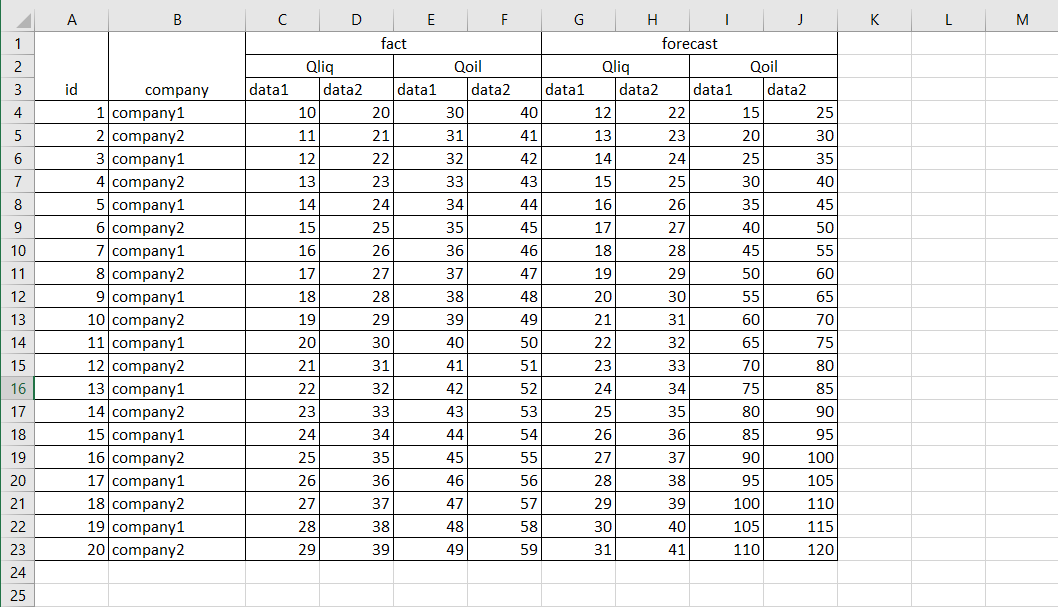 A B C D E F G H I J K L M
1 fact forecast
2 Qliq Qoil Qliq Qoil
3 id company data1 data2 data1 data2 data1 data2 data1 data2
4 1 company1 10 20 30 40 12 22 15 25
5 2 company2 11 21 31 41 13 23 20 30
6 3 company1 12 22 32 42 14 24 25 35
7 4 company2 13 23 33 43 15 25 30 40
8 5 company1 14 24 34 44 16 26 35 45
9 6 company2 15 25 35 45 17 27 40 50
10 7 company1 16 26 36 46 18 28 45 55
11 8 company2 17 27 37 47 19 29 50 60
12 9 company1 18 28 38 48 20 30 55 65
13 10 company2 19 29 39 49 21 31 60 70
14 11 company1 20 30 40 50 22 32 65 75
15 12 company2 21 31 41 51 23 33 70 80
16 13 company1 22 32 42 52 24 34 75 85
17 14 company2 23 33 43 53 25 35 80 90
18 15 company1 24 34 44 54 26 36 85 95
19 16 company2 25 35 45 55 27 37 90 100
20 17 company1 26 36 46 56 28 38 95 105
21 18 company2 27 37 47 57 29 39 100 110
22 19 company1 28 38 48 58 30 40 105 115
23 20 company2 29 39 49 59 31 41 110 120
24
25